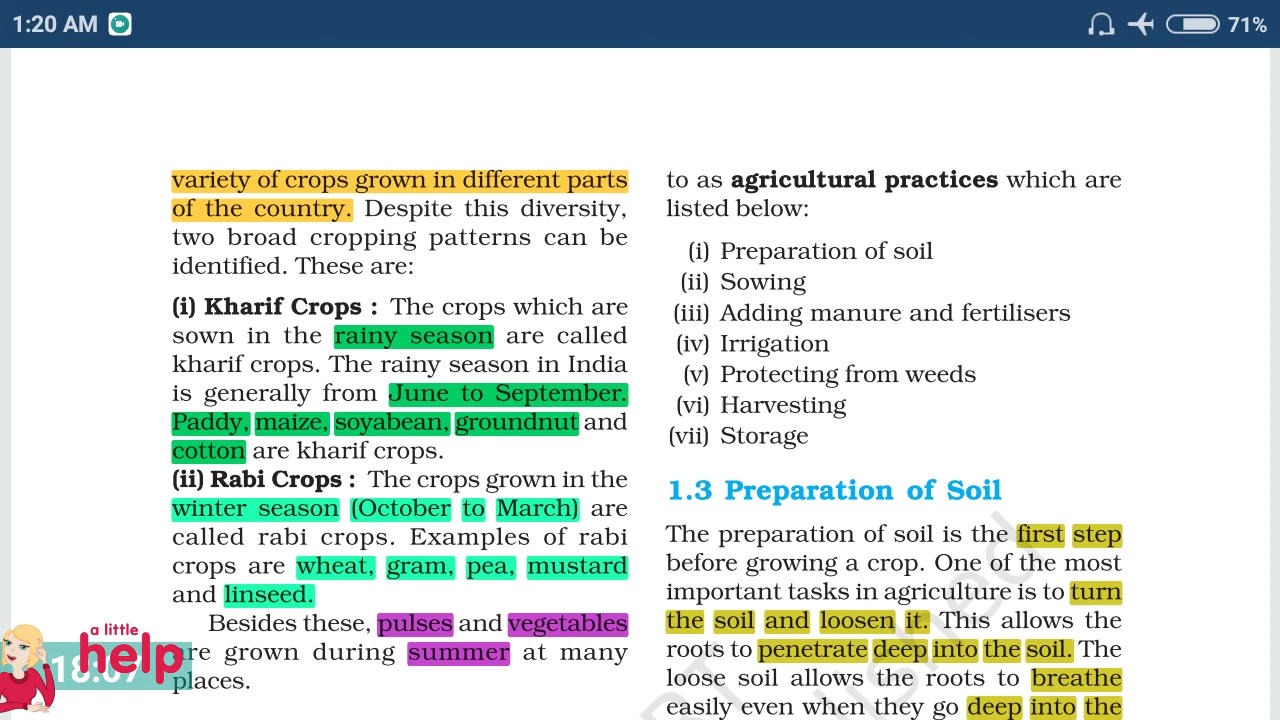 1:20 AM
71%
variety of crops grown in different parts
of the country. Despite this diversity,
two broad cropping patterns can be
identified. These are:
(i) Kharif Crops : The crops which are
sown in the rainy season are called
kharif crops. The rainy season in India
is generally from June to September.
Paddy, maize, soyabean, groundnut and
cotton are kharif crops.
(ii) Rabi Crops : The crops grown in the
winter season (October to March) are
called rabi crops. Examples of rabi
crops are wheat, gram, pea, mustard
and linseed.
Besides these, pulses and vegetables
are grown during summer at many
places.
a little
help
to as agricultural practices which are
listed below:
(i) Preparation of soil
(ii) Sowing
(iii) Adding manure and fertilisers
(iv) Irrigation
(v) Protecting from weeds
(vi) Harvesting
(vii) Storage
1.3 Preparation of Soil
The preparation of soil is the first step
before growing a crop. One of the most
important tasks in agriculture is to turn
the soil and loosen it. This allows the
roots to penetrate deep into the soil. The
loose soil allows the roots to breathe
easily even when they go deep into the